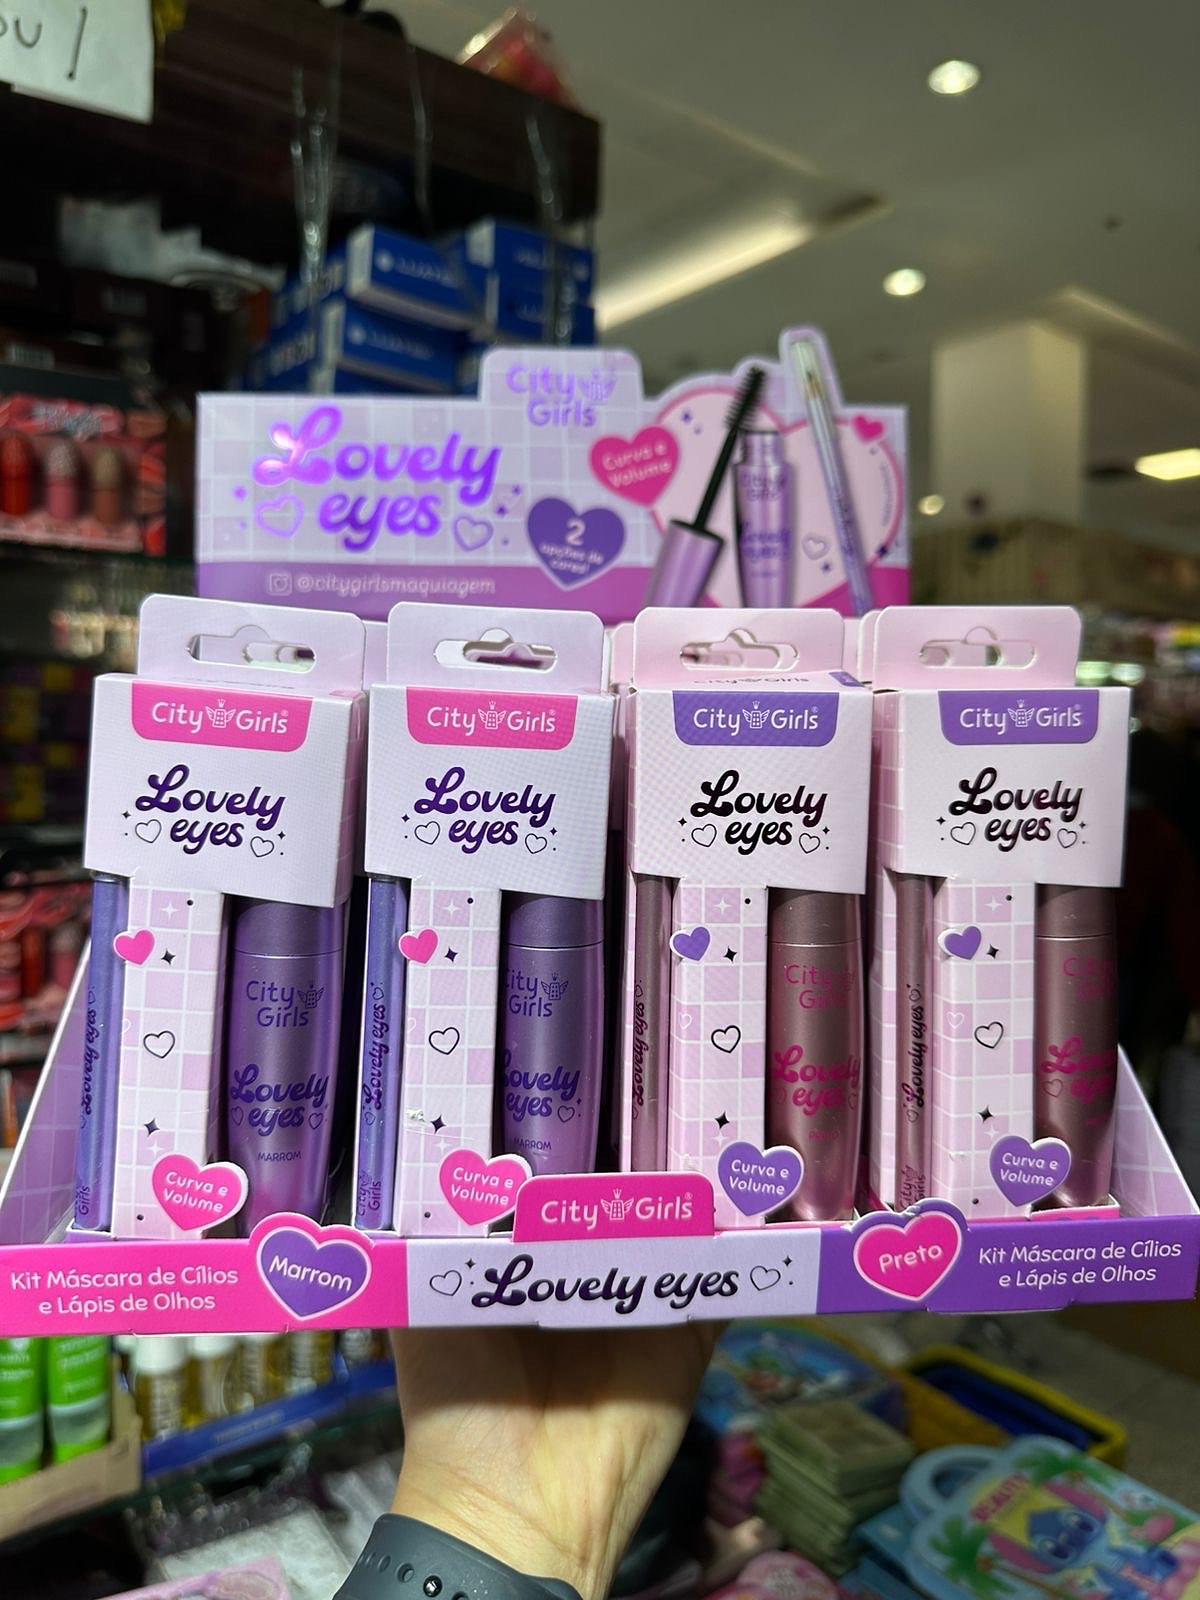 City
Girls
Lovely
eyes
Curva e
Volume
2
opções de
cores!
@citygirlsmaquiagem
City Girls
Lovely
eyes
City Girls
Lovely
eyes
City Girls
Lovely
eyes
City Girls
Lovely
eyes
Lovely eyes
City
Girls
Lovely
eyes
MARROM
Curva e
Volume
Lovely eyes
City
Girls
Lovely
eyes
MARROM
Curva e
Volume
Lovely eyes
City
Girls
Lovely
eyes
PRETO
Curva e
Volume
Lovely eyes
Curva e
Volume
Kit Máscara de Cílios
e Lápis de Olhos
Marrom
City Girls
Lovely eyes
Preto
Kit Máscara de Cílios
e Lápis de Olhos